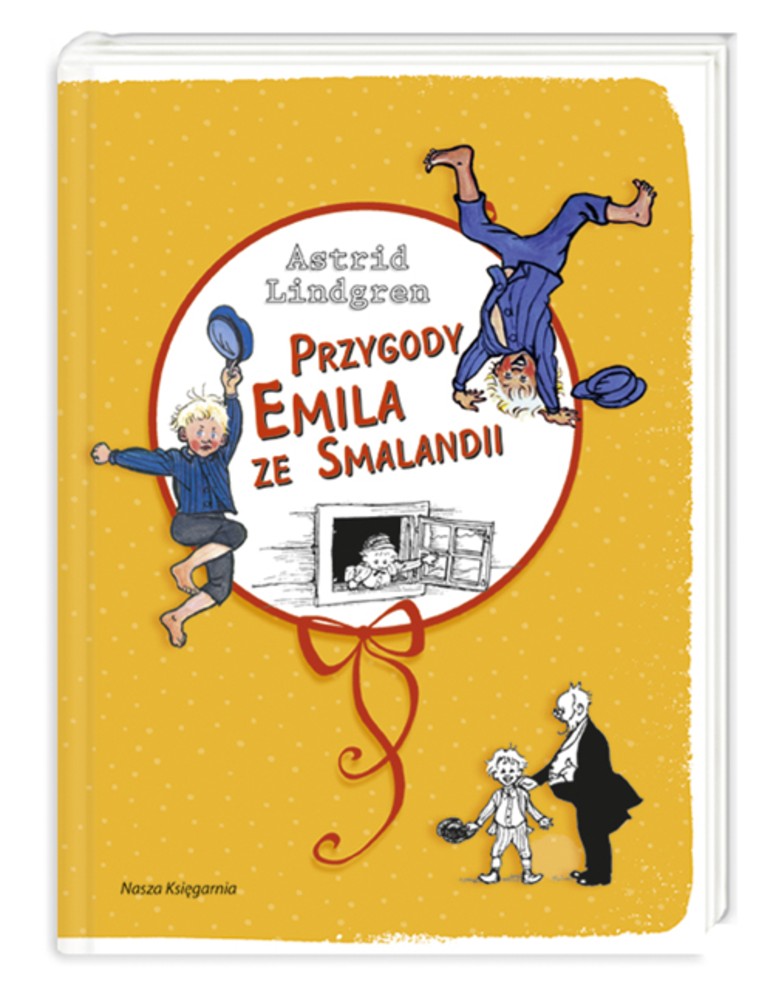 Astrid
Lindgren
PRZYGODY
EMILA
ZE SMALANDII
Nasza Księgarnia